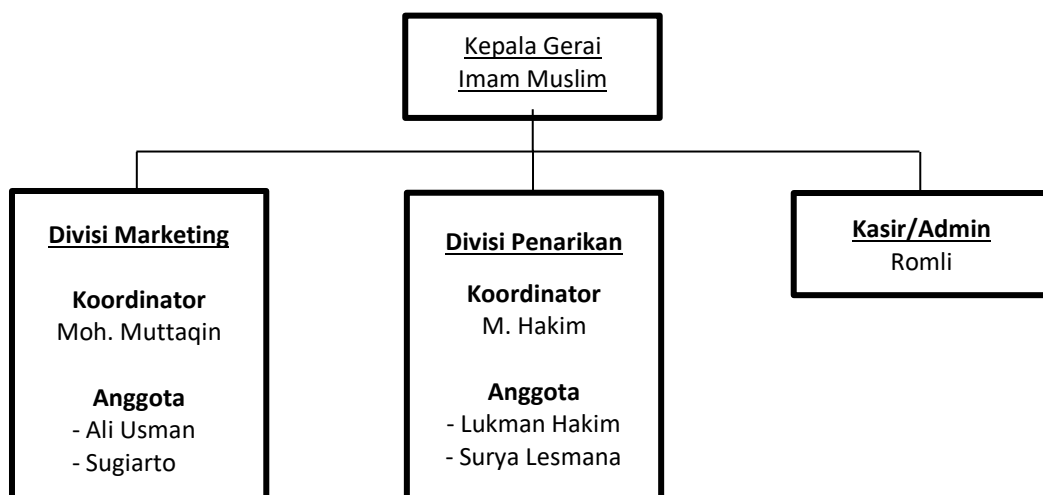 Kepala Gerai
Imam Muslim
Divisi Marketing
Koordinator
Moh. Muttaqin
Anggota
- Ali Usman
- Sugiarto
Divisi Penarikan
Koordinator
M. Hakim
Anggota
- Lukman Hakim
- Surya Lesmana
Kasir/Admin
Romli